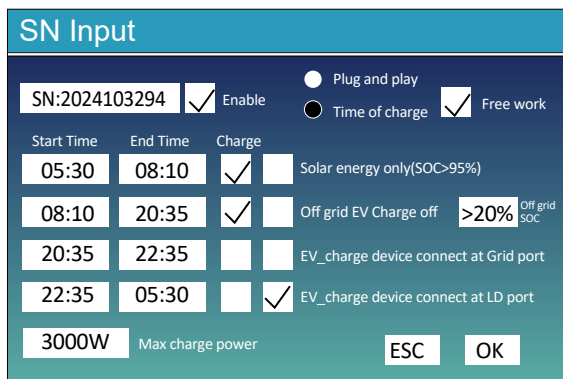 SN Input
SN:2024103294 Enable Plug and play
Time of charge Free work
Start Time End Time Charge
05:30 08:10 Solar energy only(SOC>95%)
08:10 20:35 Off grid EV Charge off >20% Off grid SOC
20:35 22:35 EV_charge device connect at Grid port
22:35 05:30 EV_charge device connect at LD port
3000W Max charge power ESC OK